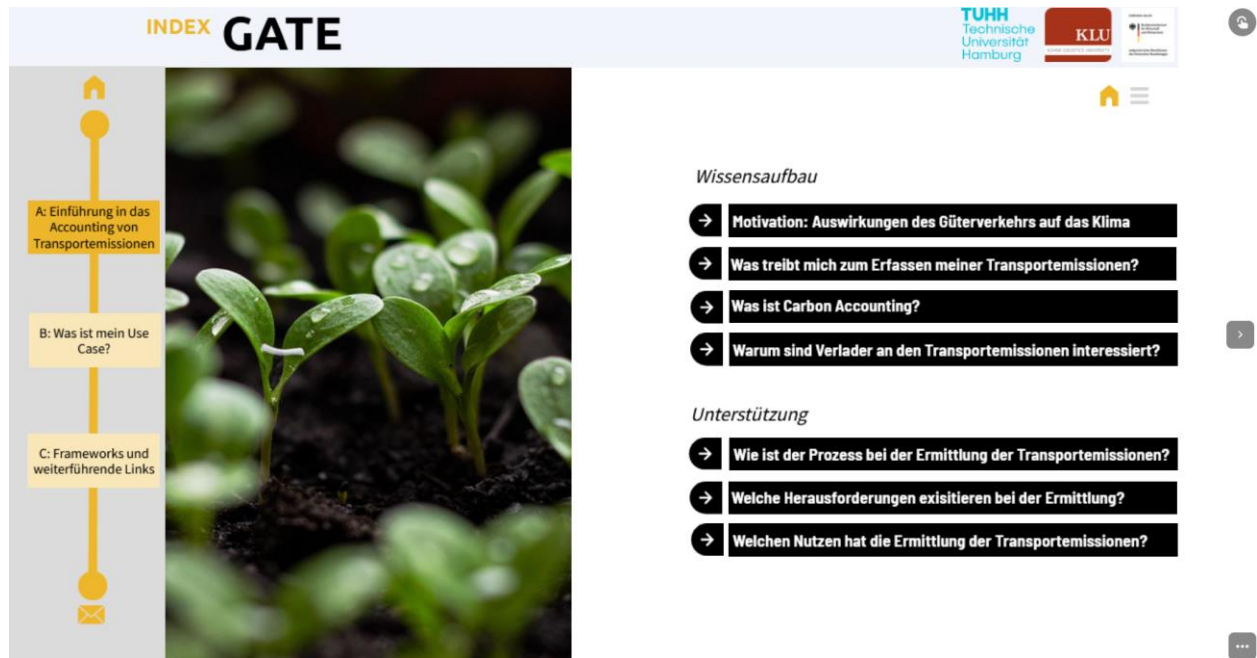 INDEX GATE
TUHH
Technische
Universität
Hamburg
KLU
A: Einführung in das
Accounting von
Transportemissionen
B: Was ist mein Use
Case?
C: Frameworks und
weiterführende Links
Wissensaufbau
Motivation: Auswirkungen des Güterverkehrs auf das Klima
Was treibt mich zum Erfassen meiner Transportemissionen?
Was ist Carbon Accounting?
Warum sind Verlader an den Transportemissionen interessiert?
Unterstützung
Wie ist der Prozess bei der Ermittlung der Transportemissionen?
Welche Herausforderungen exisitieren bei der Ermittlung?
Welchen Nutzen hat die Ermittlung der Transportemissionen?